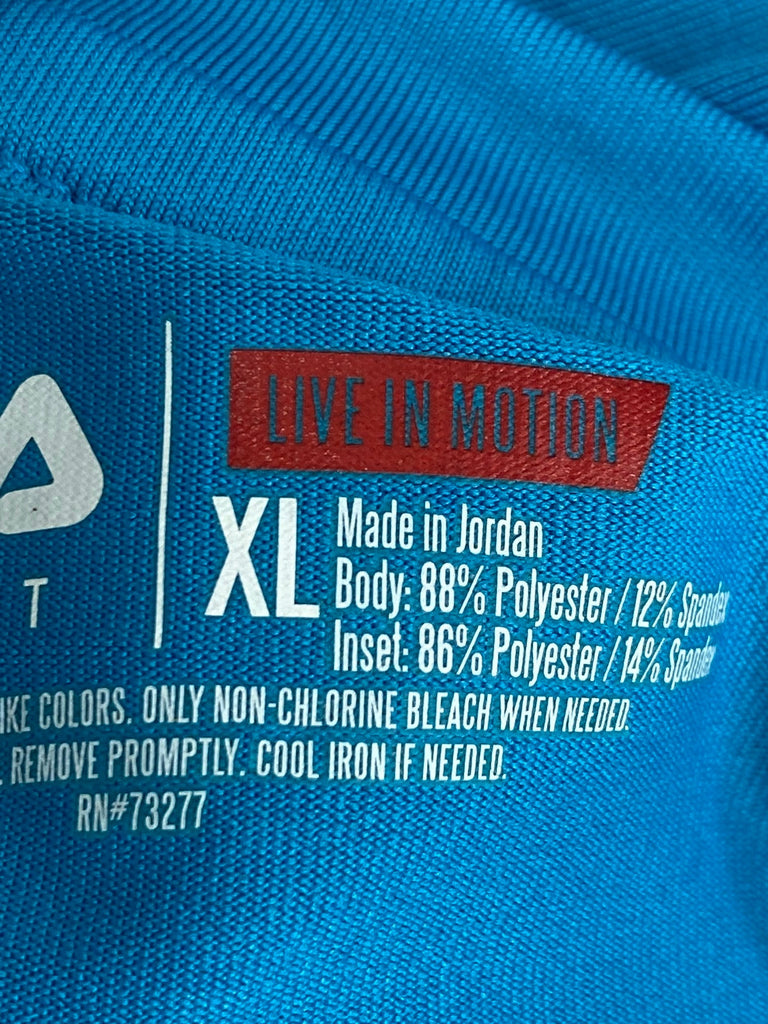 LIVE IN MOTION
XL
Made in Jordan
Body: 88% Polyester / 12% Spandex
Inset: 86% Polyester / 14% Spandex
T
IKE COLORS. ONLY NON-CHLORINE BLEACH WHEN NEEDED.
. REMOVE PROMPTLY. COOL IRON IF NEEDED.
RN#73277